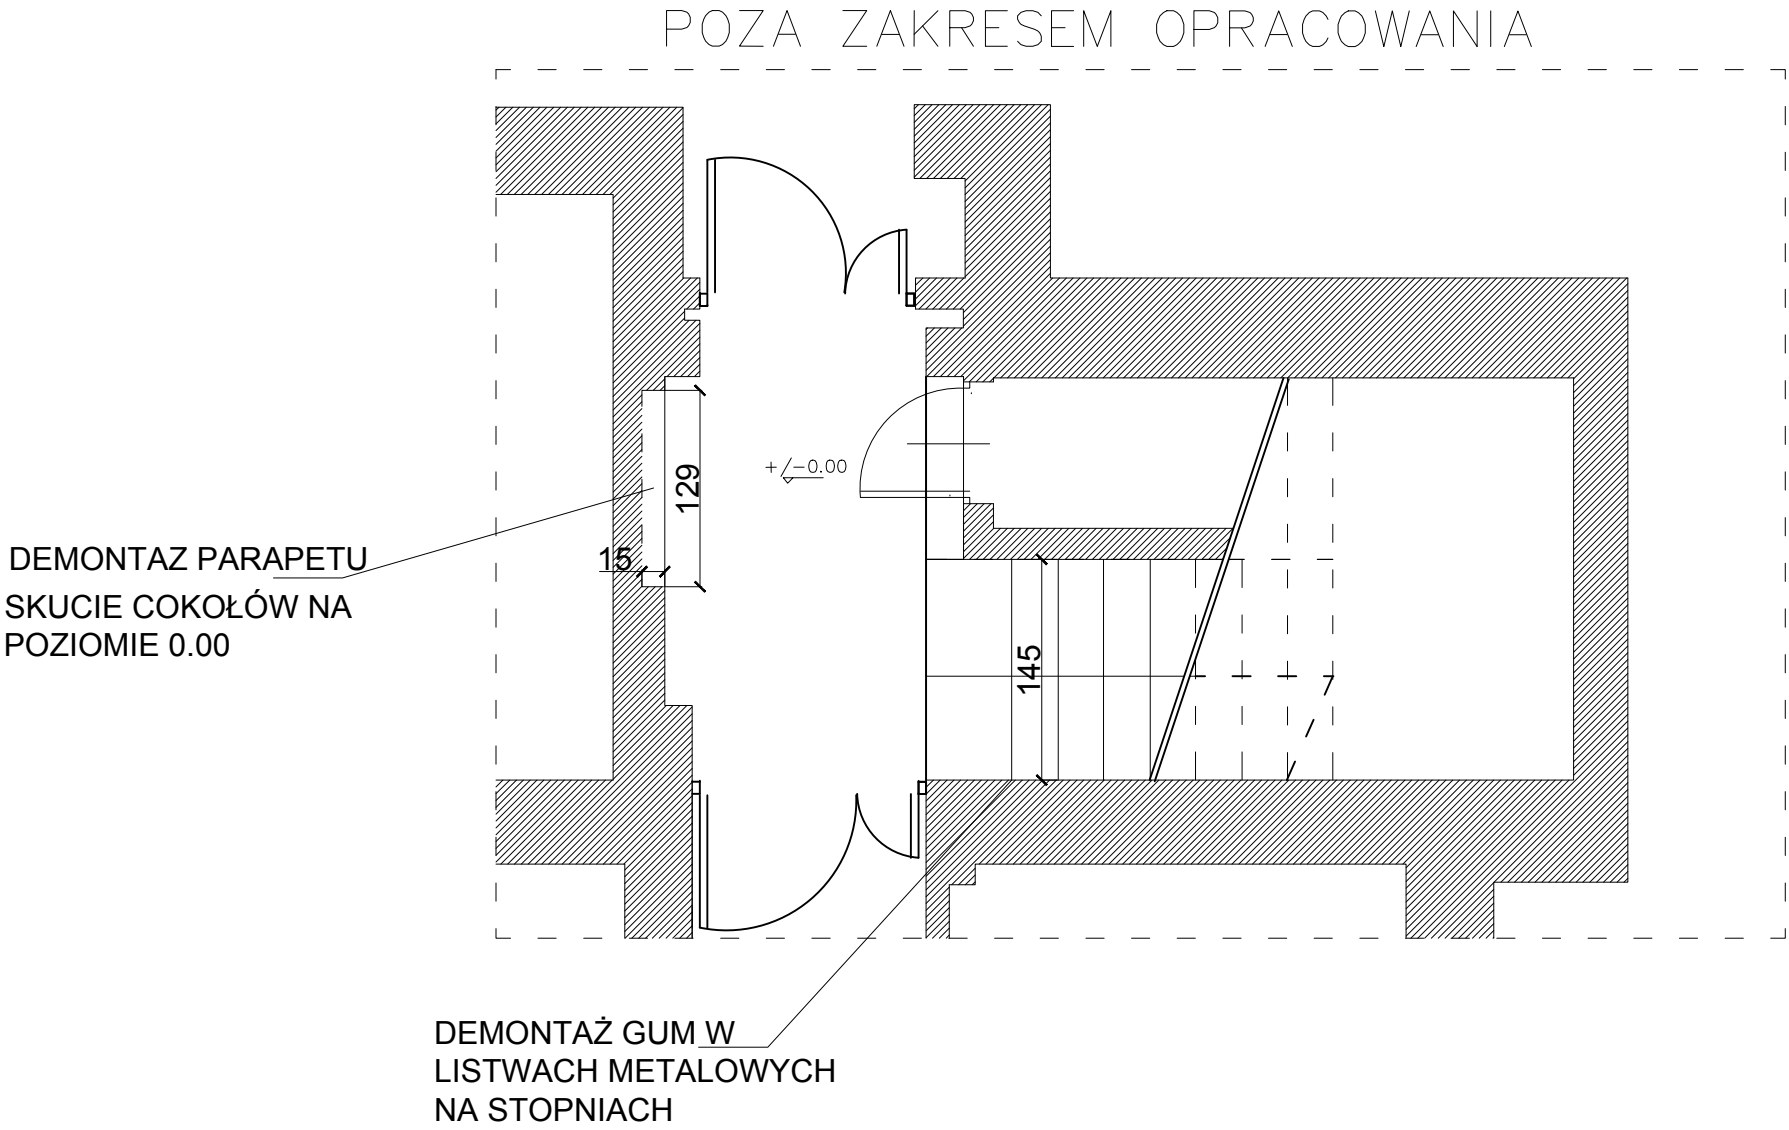 POZA ZAKRESEM OPRACOWANIA
+/-0.00
129
15
DEMONTAZ PARAPETU
SKUCIE COKOŁÓW NA
POZIOMIE 0.00
145
DEMONTAŻ GUM W
LISTWACH METALOWYCH
NA STOPNIACH